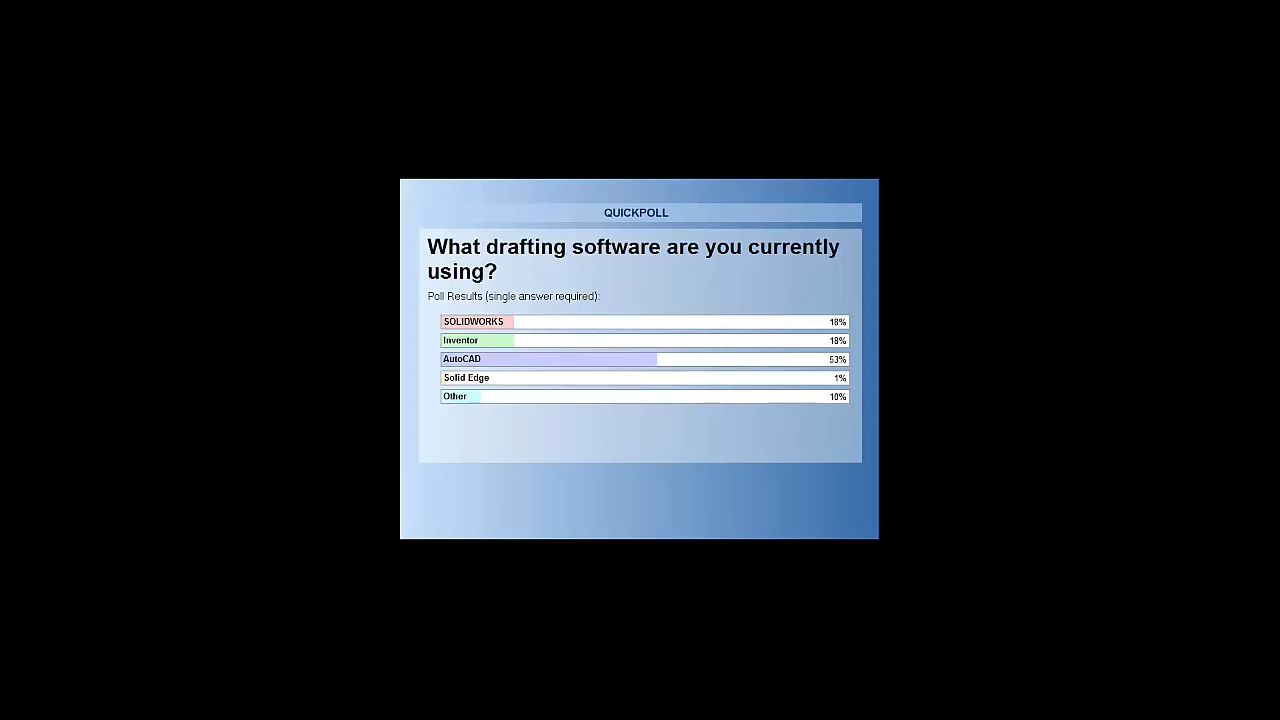 QUICKPOLL
What drafting software are you currently
using?
Poll Results (single answer required):
SOLIDWORKS 18%
Inventor 18%
AutoCAD 53%
Solid Edge 1%
Other 10%